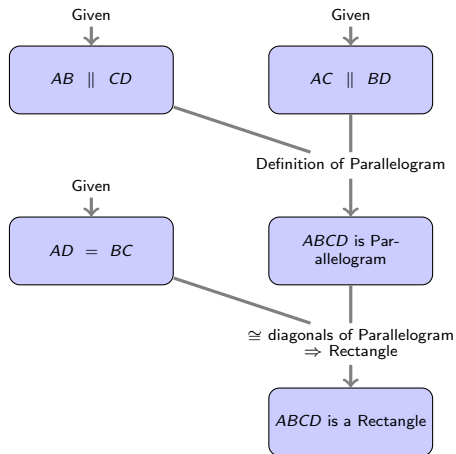 Given
Given
AB ∥ CD
AC ∥ BD
Definition of Parallelogram
Given
AD = BC
ABCD is Par-
allelogram
≅ diagonals of Parallelogram
⇒ Rectangle
ABCD is a Rectangle